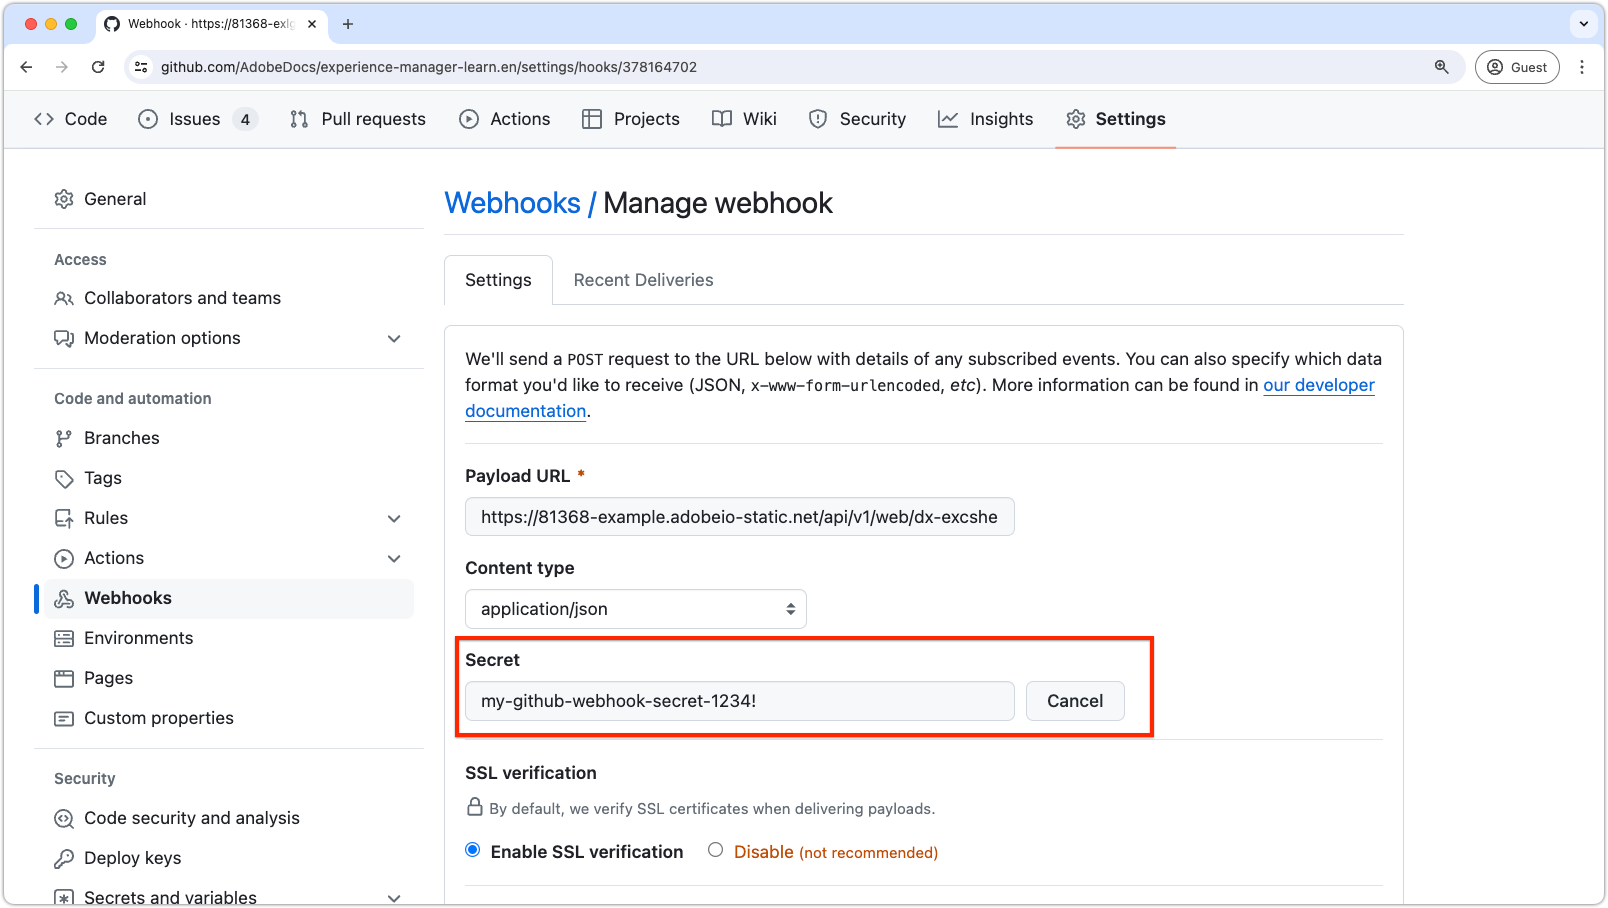 Webhook · https://81368-exlg
github.com/AdobeDocs/experience-manager-learn.en/settings/hooks/378164702
Guest
Code
Issues 4
Pull requests
Actions
Projects
Wiki
Security
Insights
Settings
General
Access
Collaborators and teams
Moderation options
Code and automation
Branches
Tags
Rules
Actions
Webhooks
Environments
Pages
Custom properties
Security
Code security and analysis
Deploy keys
Secrets and variables
Webhooks / Manage webhook
Settings
Recent Deliveries
We'll send a POST request to the URL below with details of any subscribed events. You can also specify which data
format you'd like to receive (JSON, x-www-form-urlencoded, etc). More information can be found in our developer
documentation.
Payload URL *
https://81368-example.adobeio-static.net/api/v1/web/dx-excshe
Content type
application/json
Secret
my-github-webhook-secret-1234!
Cancel
SSL verification
By default, we verify SSL certificates when delivering payloads.
Enable SSL verification
Disable (not recommended)